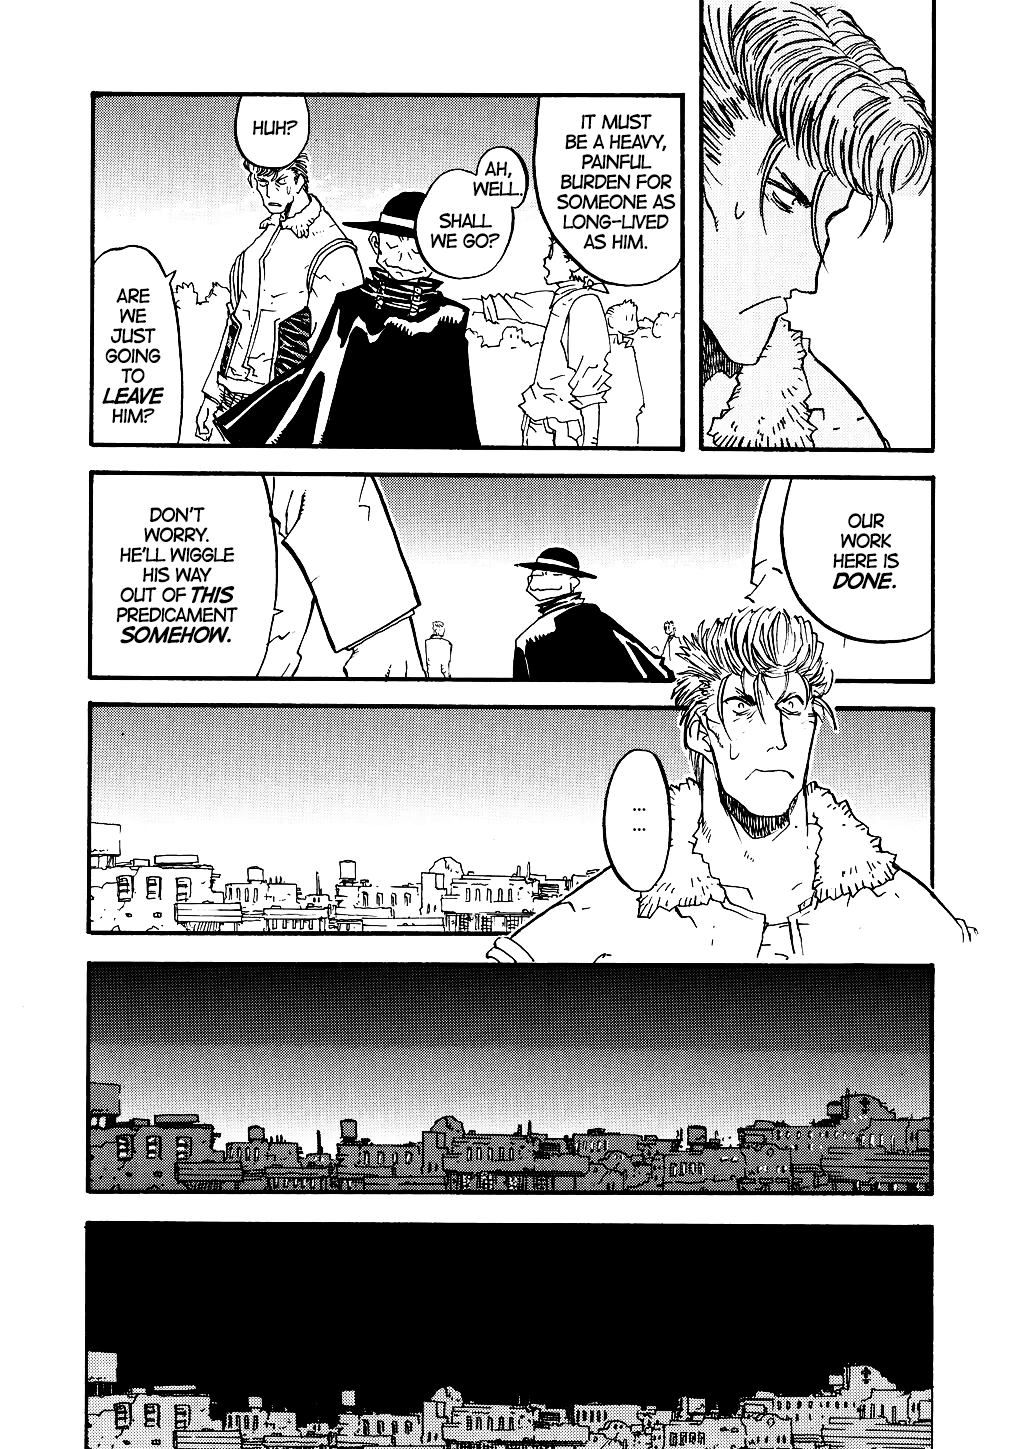 IT MUST
BE A HEAVY,
PAINFUL
BURDEN FOR
SOMEONE AS
LONG-LIVED
AS HIM.
AH,
WELL.
SHALL
WE GO?
HUH?
ARE
WE
JUST
GOING
TO
LEAVE
HIM?
OUR
WORK
HERE IS
DONE.
DON'T
WORRY.
HE'LL WIGGLE
HIS WAY
OUT OF THIS
PREDICAMENT
SOMEHOW.
...
...